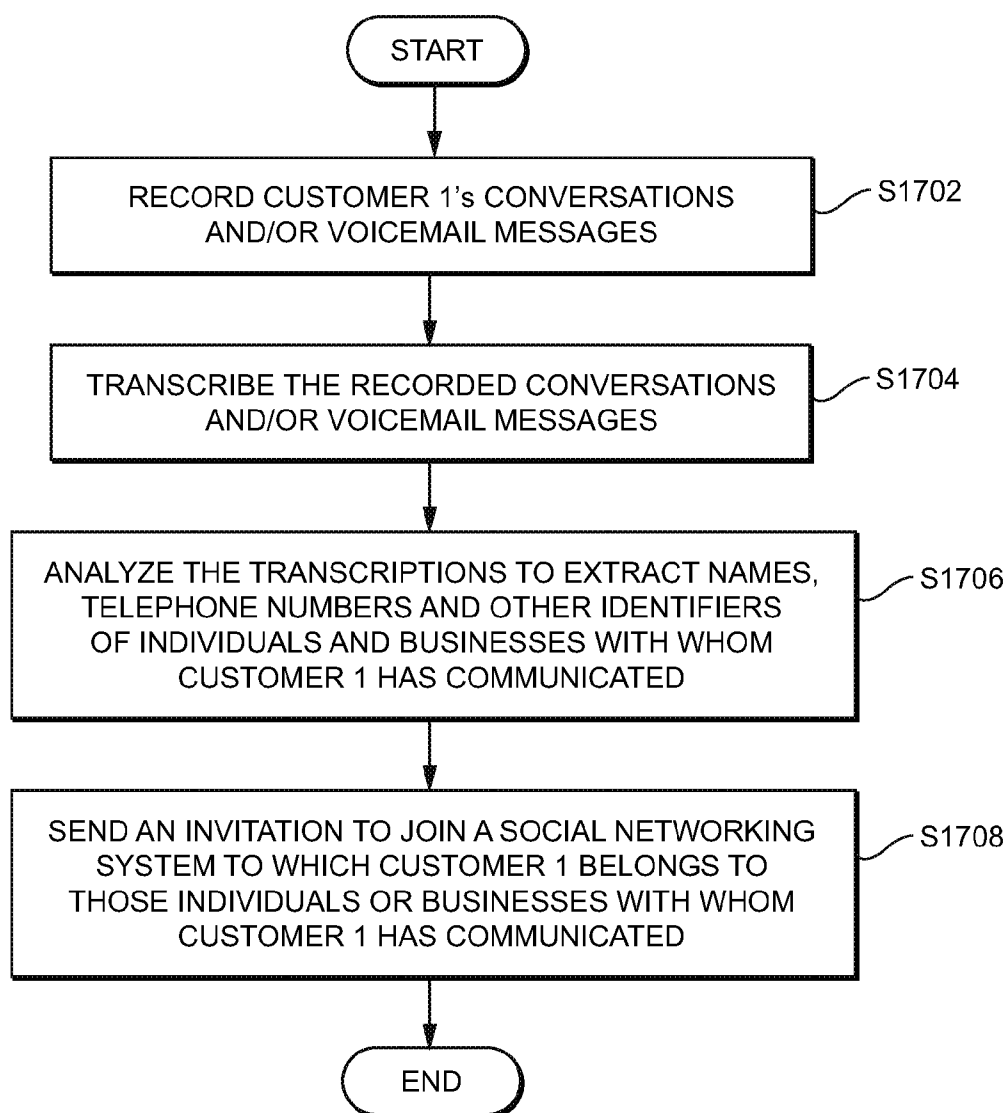 START
RECORD CUSTOMER 1's CONVERSATIONS
AND/OR VOICEMAIL MESSAGES
S1702
TRANSCRIBE THE RECORDED CONVERSATIONS
AND/OR VOICEMAIL MESSAGES
S1704
ANALYZE THE TRANSCRIPTIONS TO EXTRACT NAMES,
TELEPHONE NUMBERS AND OTHER IDENTIFIERS
OF INDIVIDUALS AND BUSINESSES WITH WHOM
CUSTOMER 1 HAS COMMUNICATED
S1706
SEND AN INVITATION TO JOIN A SOCIAL NETWORKING
SYSTEM TO WHICH CUSTOMER 1 BELONGS TO
THOSE INDIVIDUALS OR BUSINESSES WITH WHOM
CUSTOMER 1 HAS COMMUNICATED
S1708
END